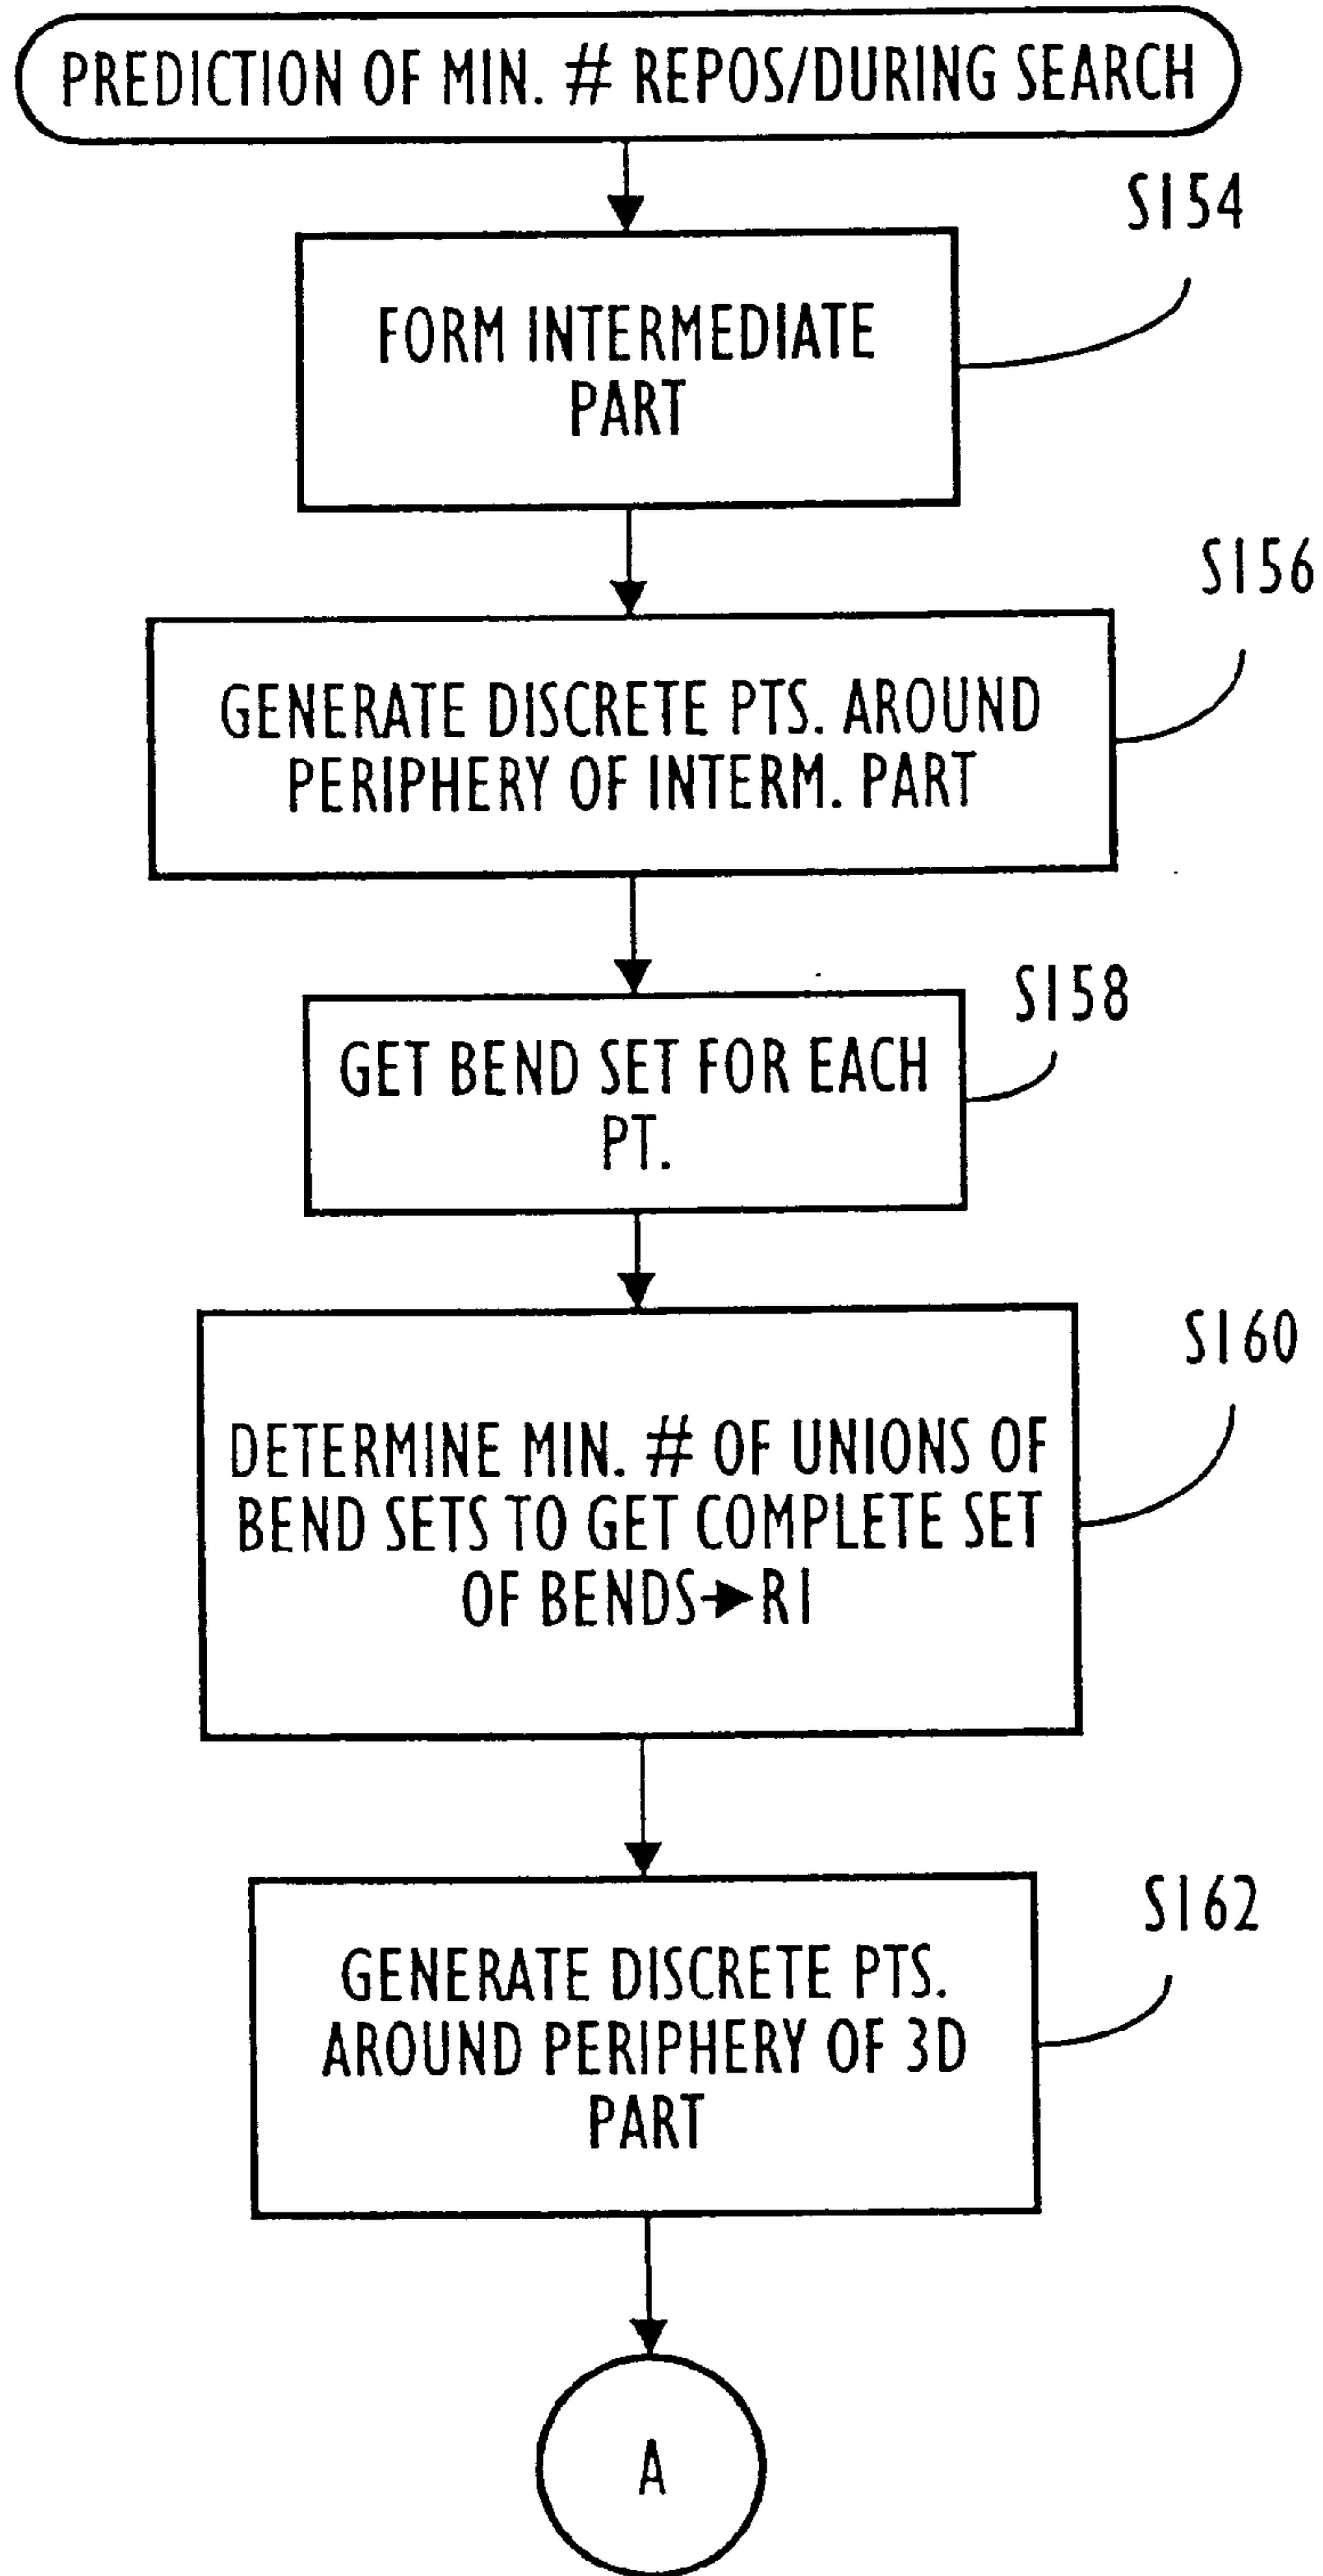 PREDICTION OF MIN. # REPOS/DURING SEARCH
S154
FORM INTERMEDIATE
PART
S156
GENERATE DISCRETE PTS. AROUND
PERIPHERY OF INTERM. PART
S158
GET BEND SET FOR EACH
PT.
S160
DETERMINE MIN. # OF UNIONS OF
BEND SETS TO GET COMPLETE SET
OF BENDS→R1
S162
GENERATE DISCRETE PTS.
AROUND PERIPHERY OF 3D
PART
A